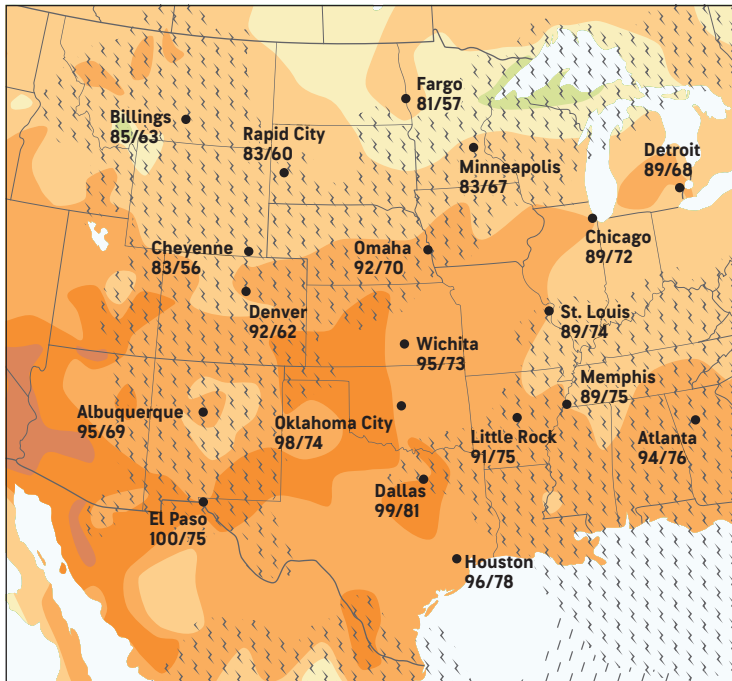 Fargo
81/57
Billings
85/63
Rapid City
83/60
Minneapolis
83/67
Detroit
89/68
Chicago
89/72
Cheyenne
83/56
Omaha
92/70
Denver
92/62
St. Louis
89/74
Wichita
95/73
Memphis
89/75
Albuquerque
95/69
Oklahoma City
98/74
Little Rock
91/75
Atlanta
94/76
Dallas
99/81
El Paso
100/75
Houston
96/78